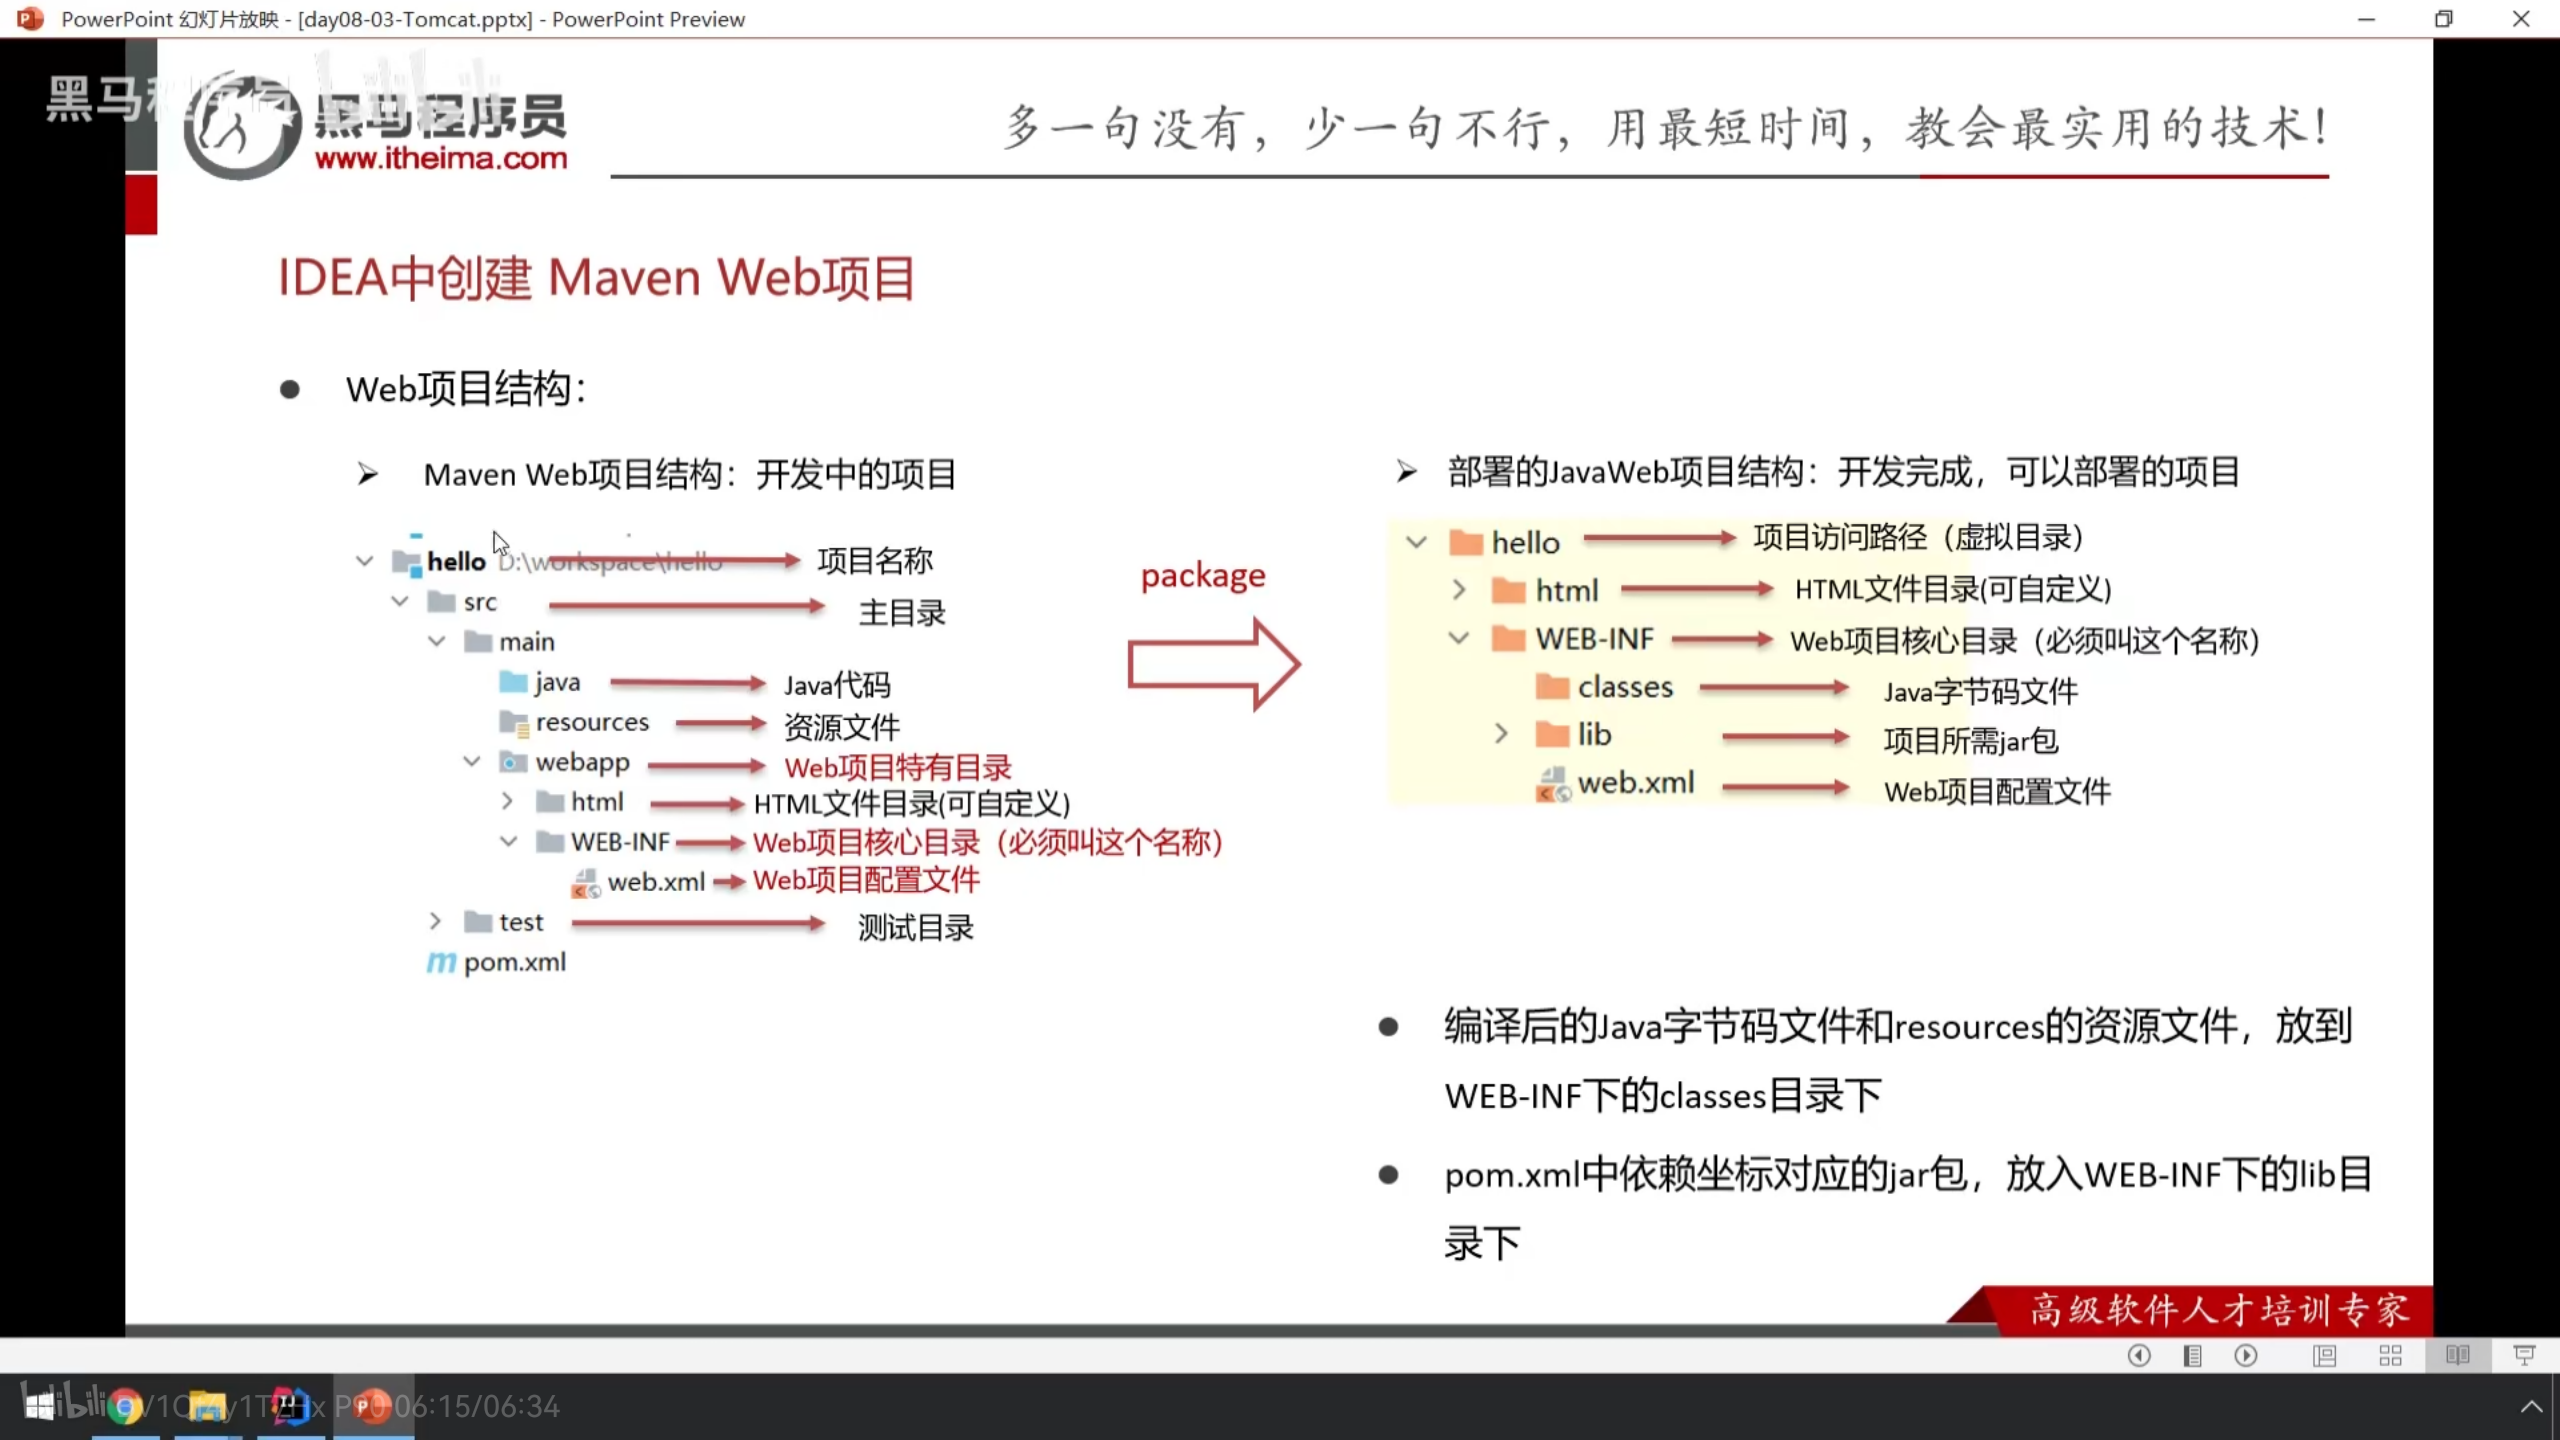 PowerPoint 幻灯片放映 - [day08-03-Tomcat.pptx] - PowerPoint Preview
黑马程序员
www.itheima.com
多一句没有，少一句不行，用最短时间，教会最实用的技术！
IDEA中创建 Maven Web项目
Web项目结构：
Maven Web项目结构：开发中的项目
hello D:\workspace\hello 项目名称
src 主目录
main
java Java代码
resources 资源文件
webapp Web项目特有目录
html HTML文件目录(可自定义)
WEB-INF Web项目核心目录（必须叫这个名称）
web.xml Web项目配置文件
test 测试目录
pom.xml
package
部署的JavaWeb项目结构：开发完成，可以部署的项目
hello 项目访问路径（虚拟目录）
html HTML文件目录(可自定义)
WEB-INF Web项目核心目录（必须叫这个名称）
classes Java字节码文件
lib 项目所需jar包
web.xml Web项目配置文件
编译后的Java字节码文件和resources的资源文件，放到
WEB-INF下的classes目录下
pom.xml中依赖坐标对应的jar包，放入WEB-INF下的lib目
录下
高级软件人才培训专家
bilibili 06:15/06:34